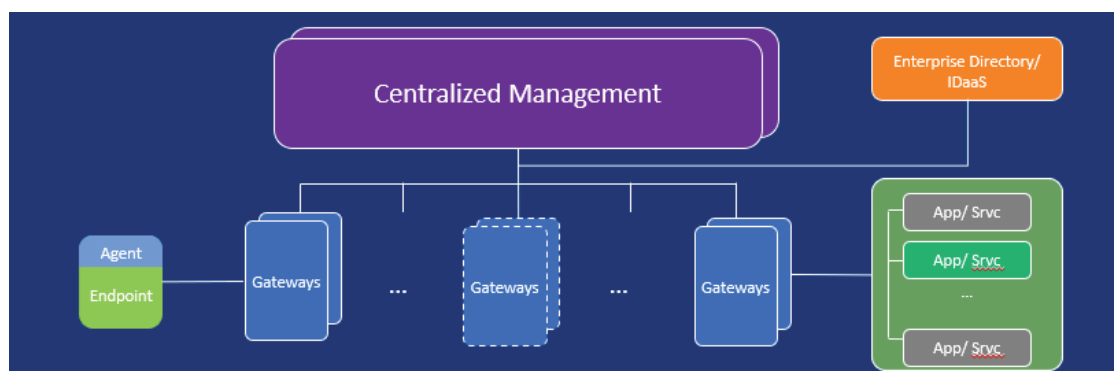 Centralized Management
Enterprise Directory/
IDaaS
Agent
Endpoint
Gateways
...
Gateways
...
Gateways
App/ Srvc
App/ Srvc
...
App/ Srvc